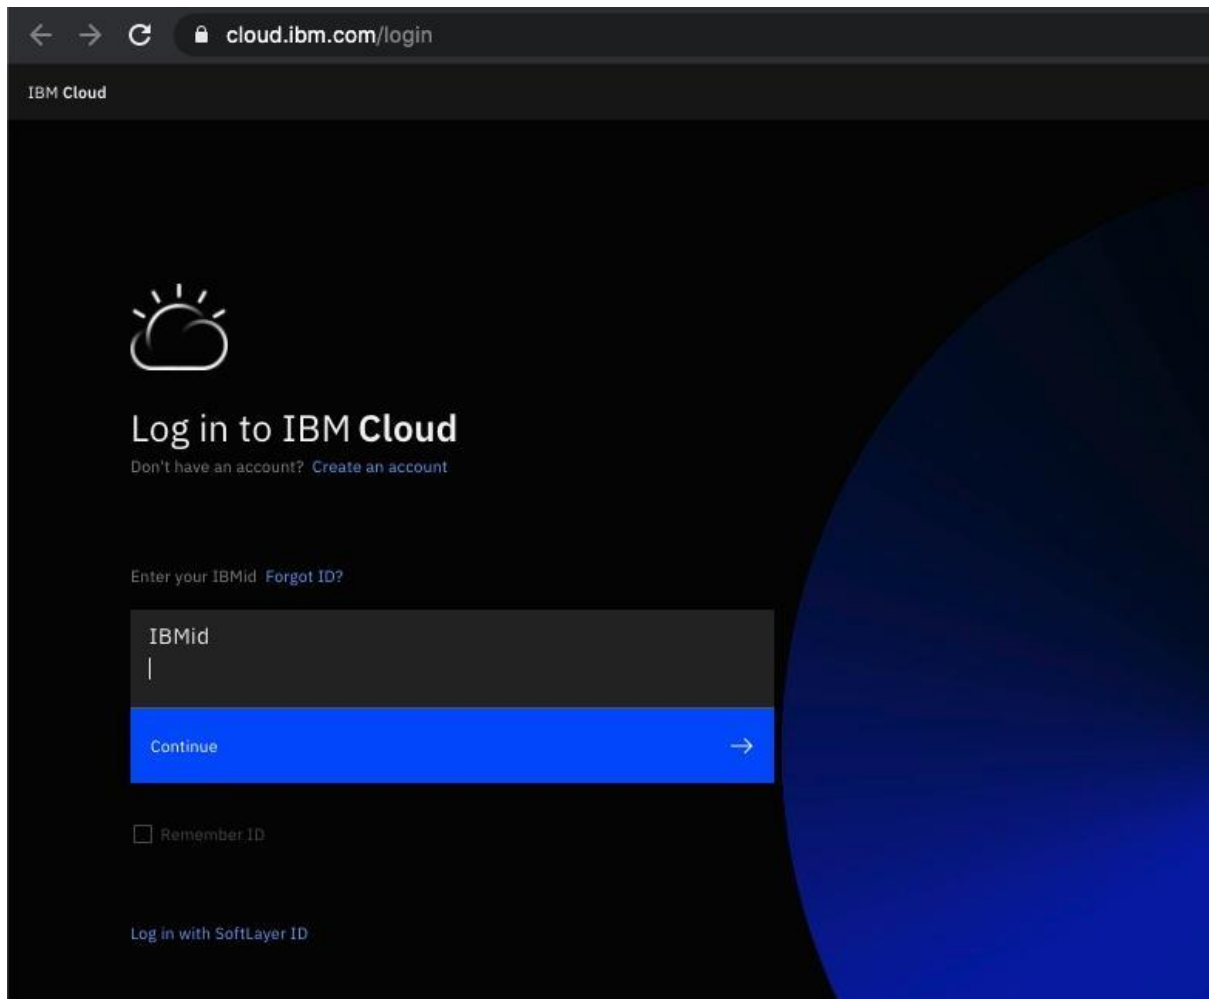 cloud.ibm.com/login
IBM Cloud
Log in to IBM Cloud
Don't have an account? Create an account
Enter your IBMid Forgot ID?
IBMid
Continue
Remember ID
Log in with SoftLayer ID